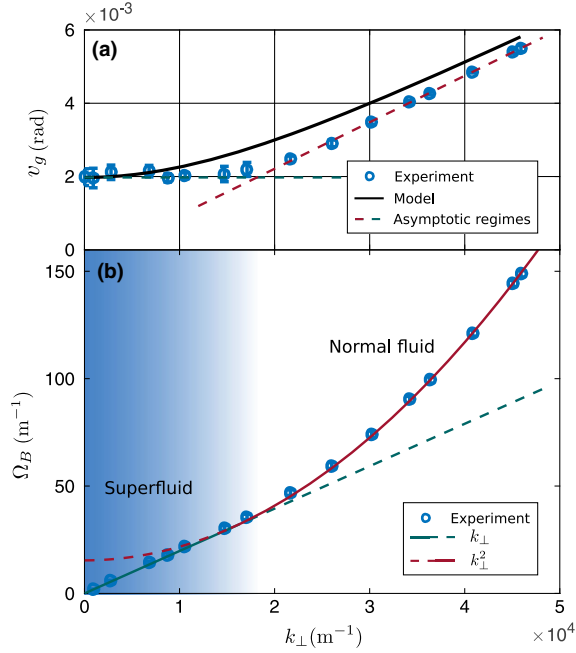 × 10⁻³
6
(a)
4
v_g (rad)
2
Experiment
Model
Asymptotic regimes
0
150
(b)
Normal fluid
100
Ω_B (m⁻¹)
Superfluid
50
Experiment
k_⊥
k_⊥²
0
0 1 2 3 4 5
k_⊥(m⁻¹)
× 10⁴